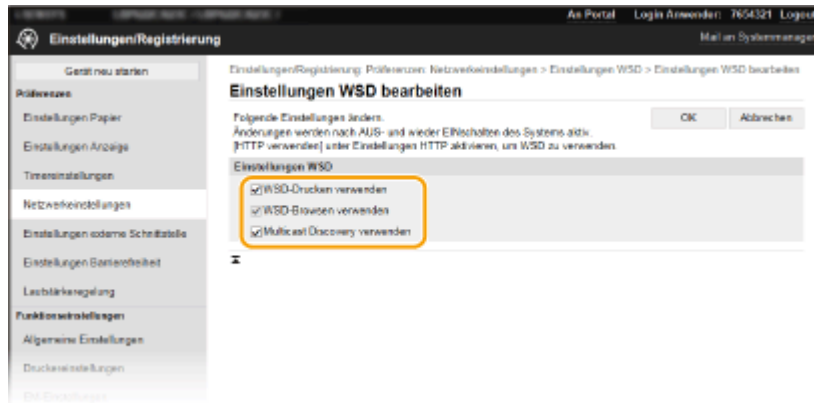 An Portal Login Anwender: 7654321 Logout
Einstellungen/Registrierung
Mail an Systemmanager
Gerät neu starten
Präferenzen
Einstellungen Papier
Einstellungen Anzeige
Timereinstellungen
Netzwerkeinstellungen
Einstellungen externe Schnittstelle
Einstellungen Barrierefreiheit
Lautstärkeregelung
Funktionseinstellungen
Allgemeine Einstellungen
Druckereinstellungen
Einstellungen/Registrierung: Präferenzen: Netzwerkeinstellungen > Einstellungen WSD > Einstellungen WSD bearbeiten
Einstellungen WSD bearbeiten
Folgende Einstellungen ändern.
OK Abbrechen
Änderungen werden nach AUS- und wieder EINschalten des Systems aktiv.
[HTTP verwenden] unter Einstellungen HTTP aktivieren, um WSD zu verwenden.
Einstellungen WSD
WSD-Drucken verwenden
WSD-Browsen verwenden
Multicast Discovery verwenden